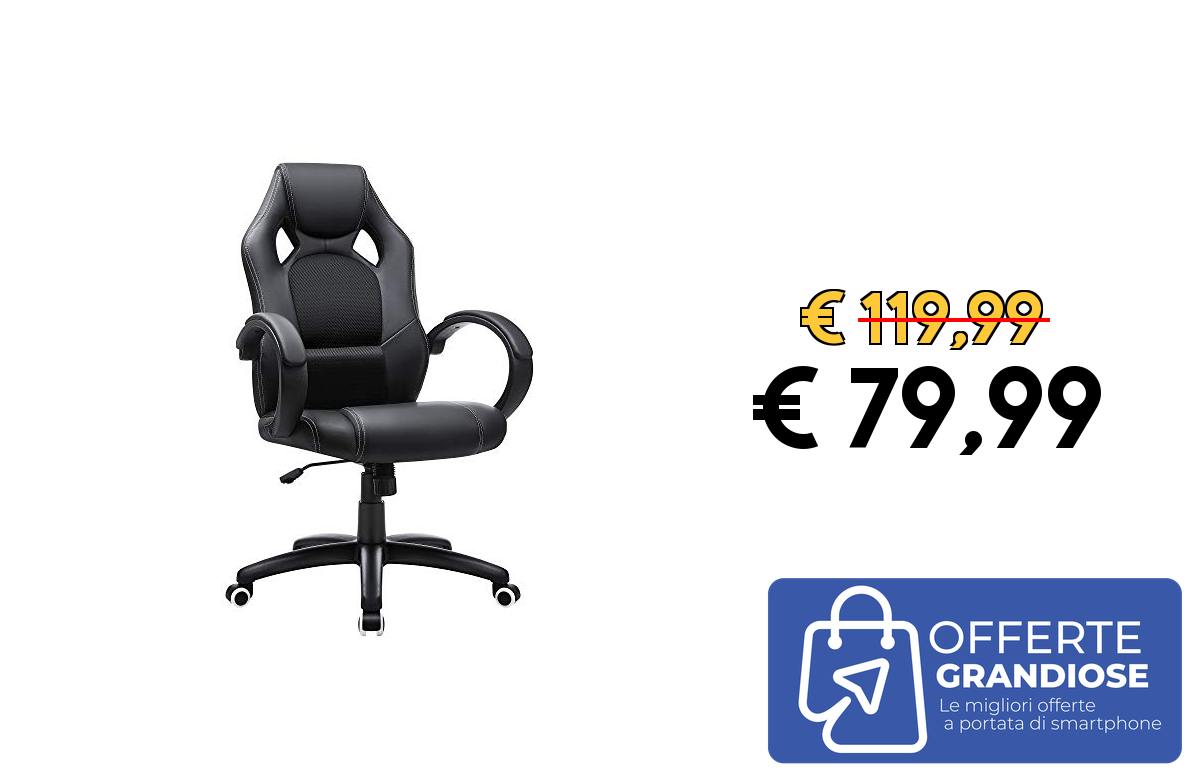 € 119,99
€ 79,99
OFFERTE
GRANDIOSE
Le migliori offerte
a portata di smartphone